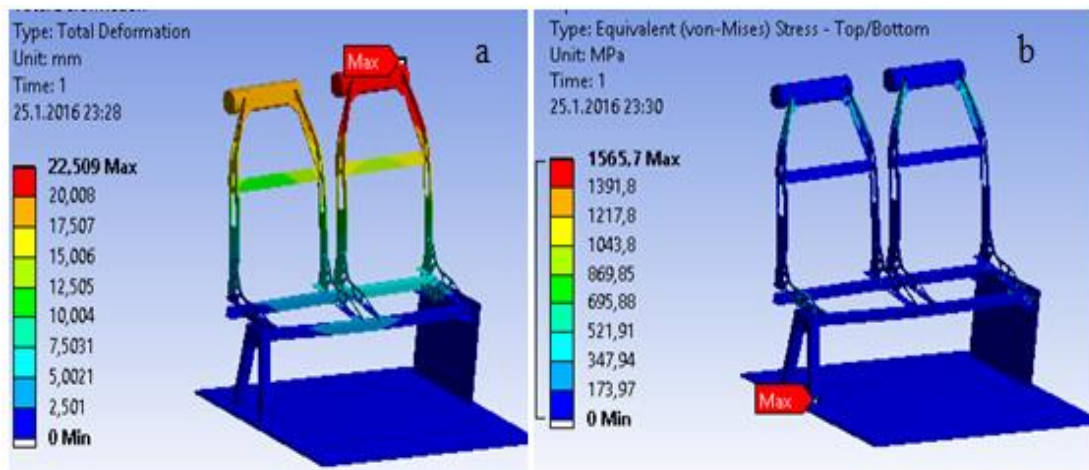 Type: Total Deformation
Unit: mm
Time: 1
25.1.2016 23:28
a
Max
22,509 Max
20,008
17,507
15,006
12,505
10,004
7,5031
5,0021
2,501
0 Min
Type: Equivalent (von-Mises) Stress - Top/Bottom
Unit: MPa
Time: 1
25.1.2016 23:30
b
1565,7 Max
1391,8
1217,8
1043,8
869,85
695,88
521,91
347,94
173,97
0 Min
Max